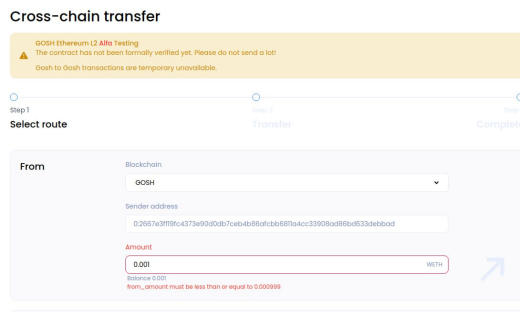 Cross-chain transfer
GOSH Ethereum L2 Alfa Testing
The contract has not been formally verified yet. Please do not send a lot!
Gosh to Gosh transactions are temporary unavailable.
Step 1
Step 2
Step
Select route
Transfer
Complete
From
Blockchain
GOSH
Sender address
Amount
0.001
WETH
Balance 0.001
from_amount must be less than or equal to 0.000999